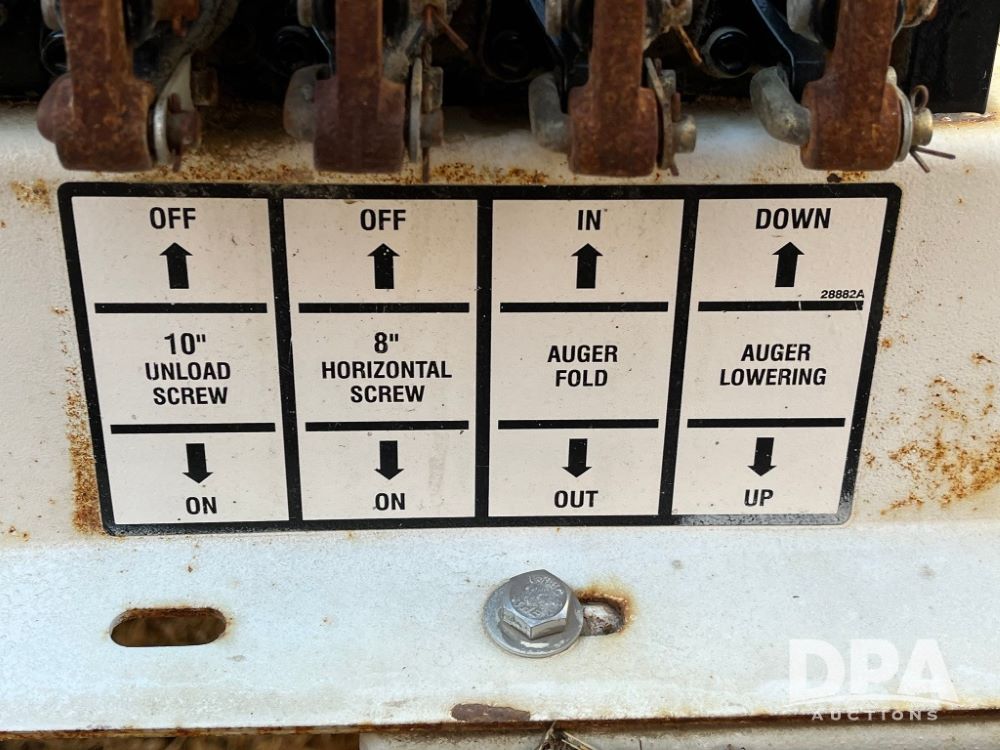 OFF
10"
UNLOAD
SCREW
ON
OFF
8"
HORIZONTAL
SCREW
ON
IN
AUGER
FOLD
OUT
DOWN
28882A
AUGER
LOWERING
UP
DPA
AUCTIONS